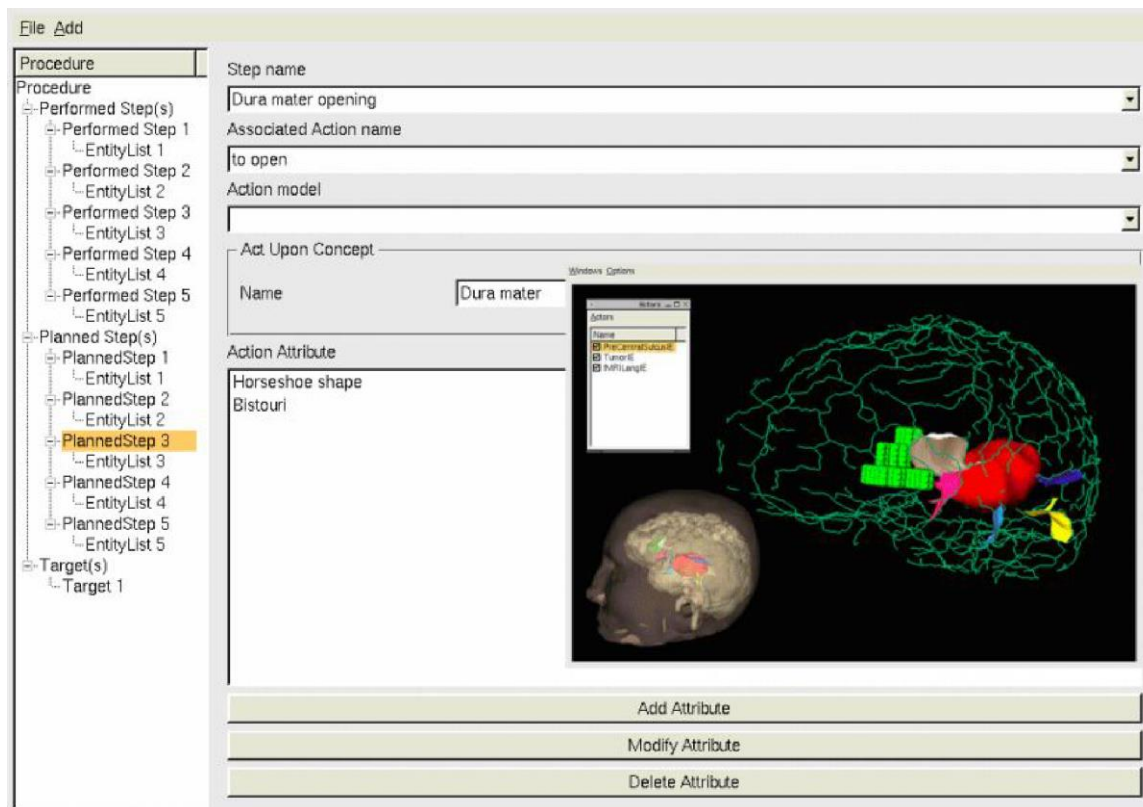 File Add
Procedure
Procedure
Performed Step(s)
Performed Step 1
EntityList 1
Performed Step 2
EntityList 2
Performed Step 3
EntityList 3
Performed Step 4
EntityList 4
Performed Step 5
EntityList 5
Planned Step(s)
PlannedStep 1
EntityList 1
PlannedStep 2
EntityList 2
PlannedStep 3
EntityList 3
PlannedStep 4
EntityList 4
PlannedStep 5
EntityList 5
Target(s)
Target 1
Step name
Dura mater opening
Associated Action name
to open
Action model
Act Upon Concept
Name
Dura mater
Action Attribute
Horseshoe shape
Bistouri
Windows Options
Actors
Actors
Name
PreCentralSulcusIE
TumorIE
fMRILangIE
Add Attribute
Modify Attribute
Delete Attribute